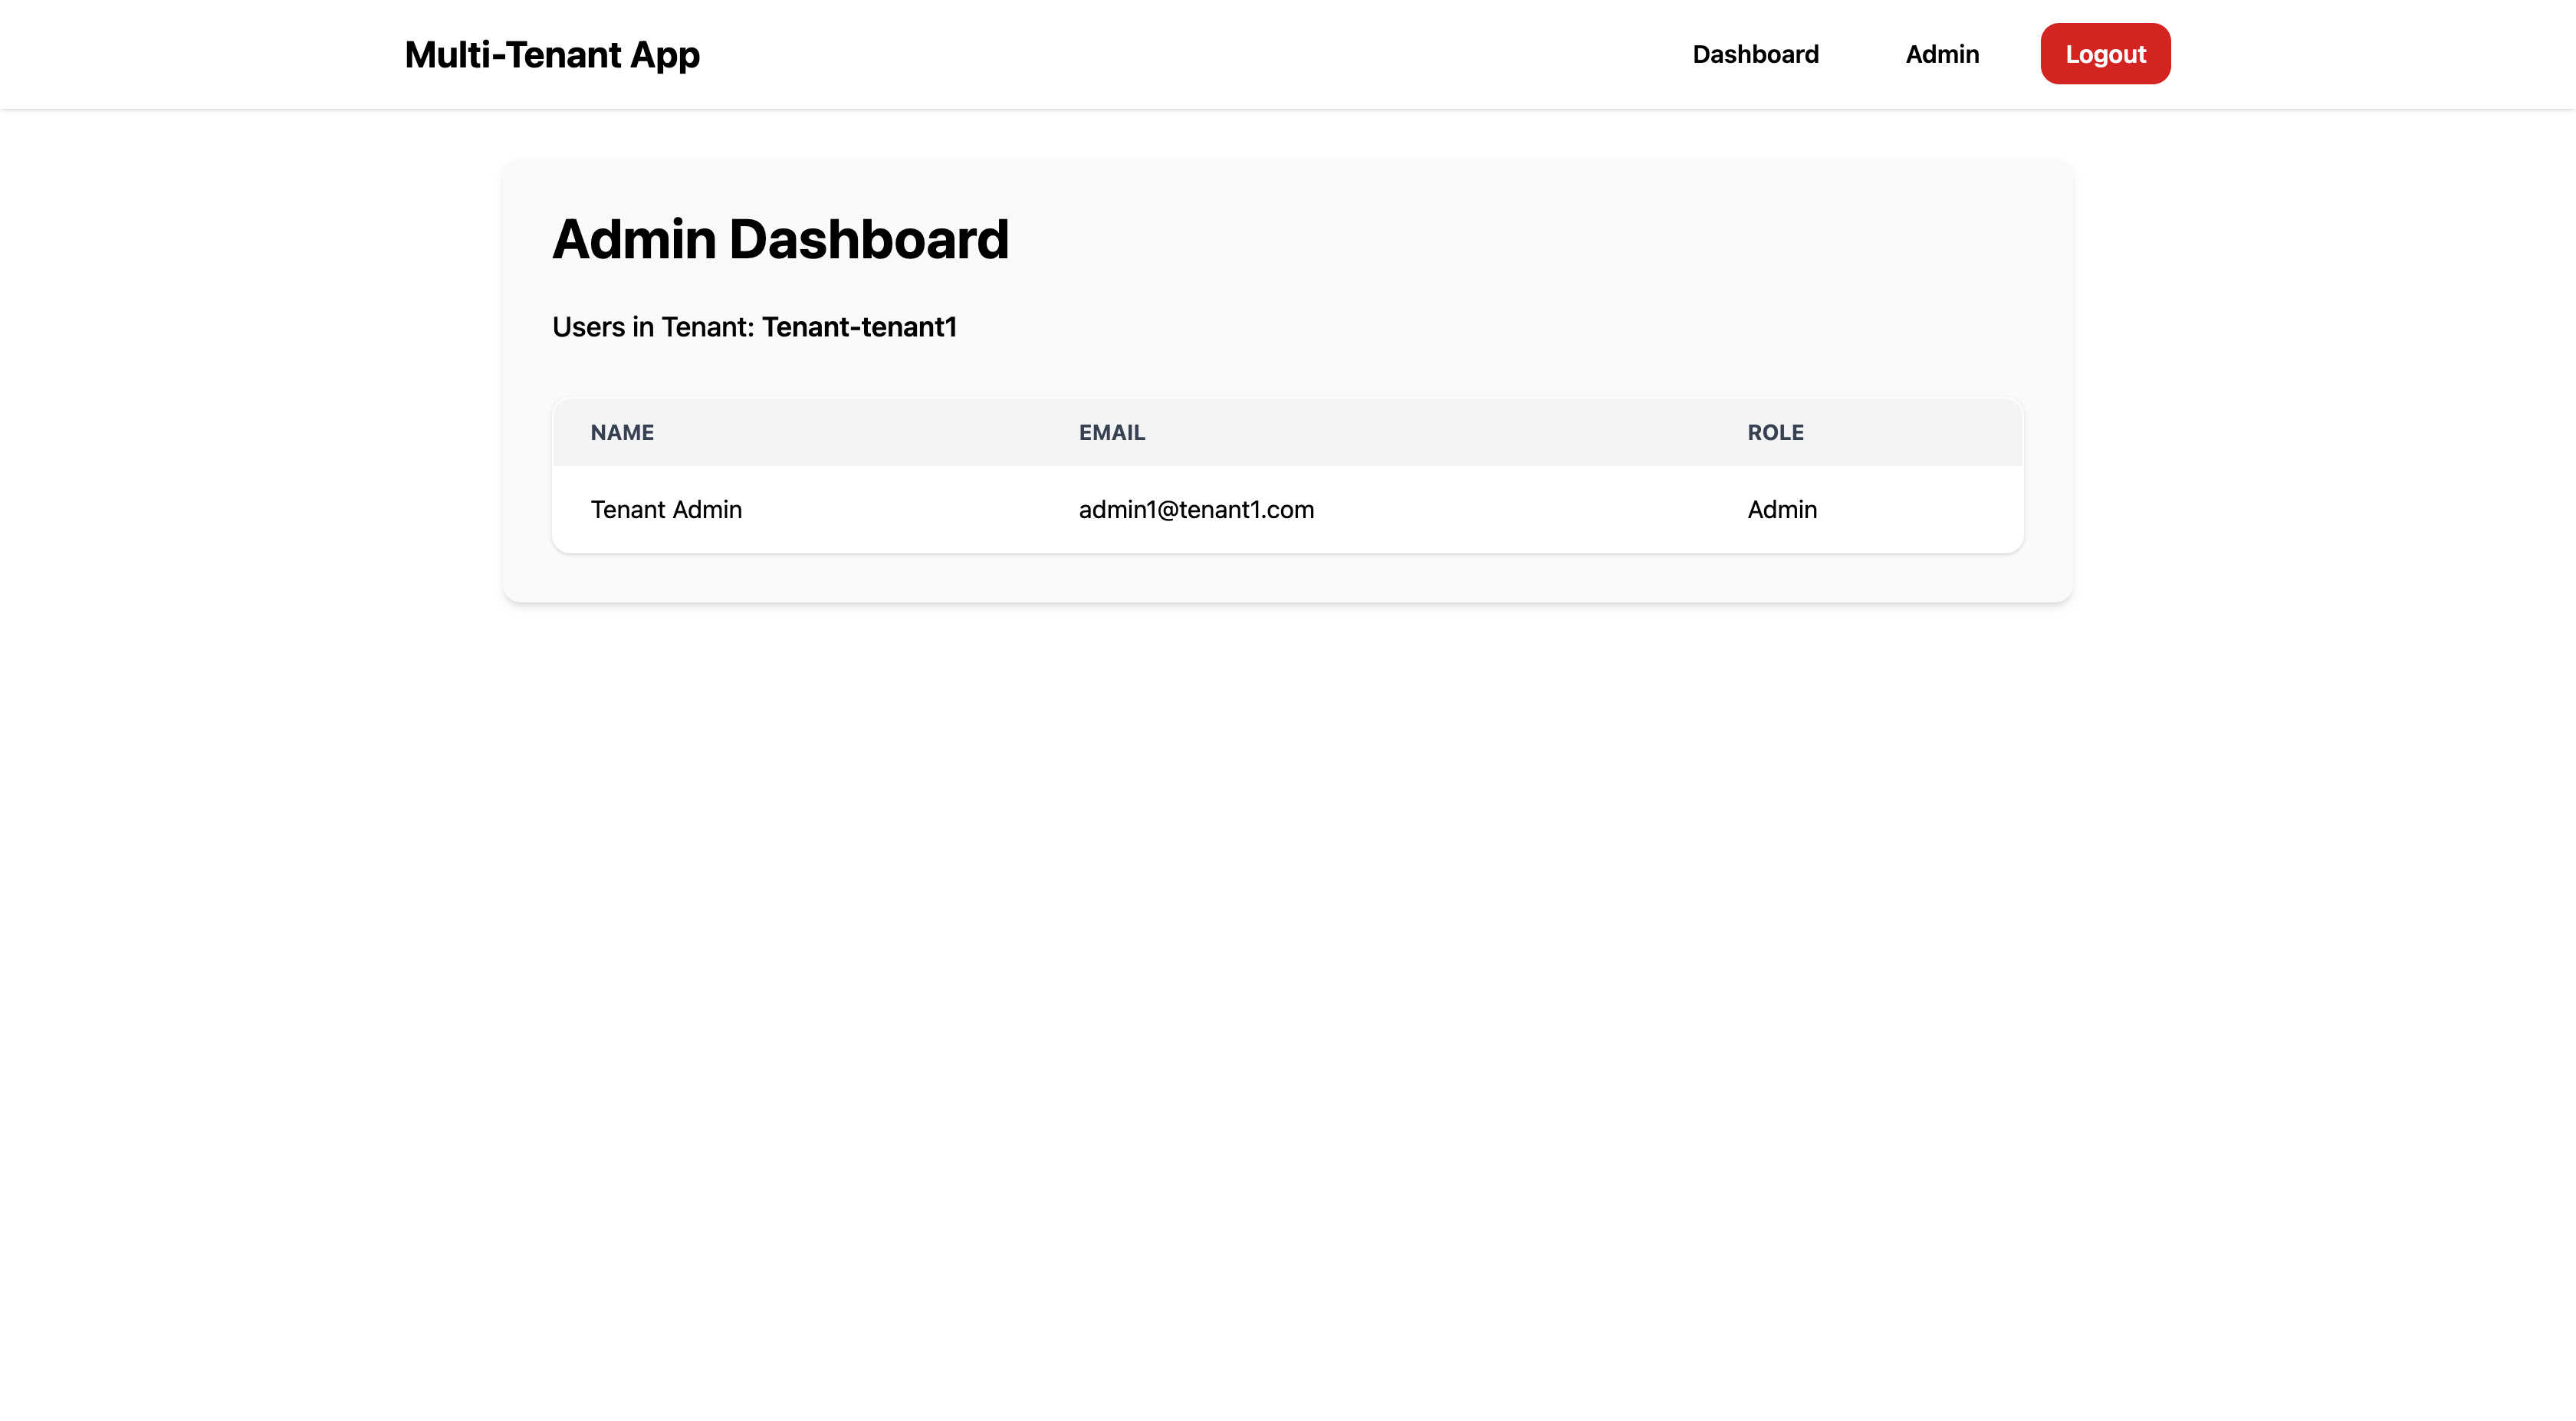 Multi-Tenant App Dashboard Admin Logout
Admin Dashboard
Users in Tenant: Tenant-tenant1
NAME EMAIL ROLE
Tenant Admin admin1@tenant1.com Admin